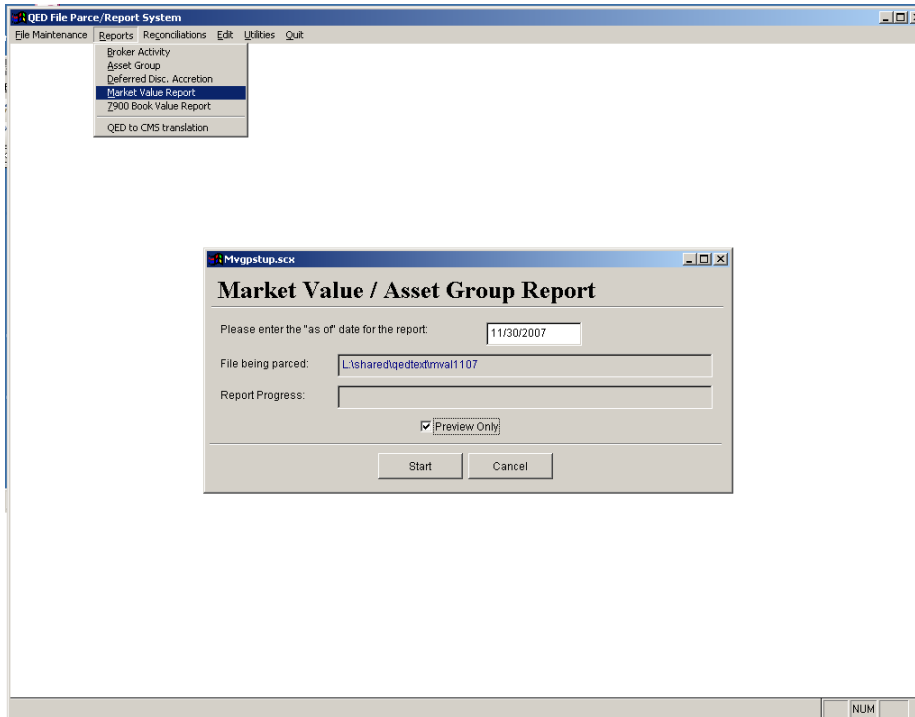 QED File Parce/Report System
File Maintenance Reports Reconciliations Edit Utilities Quit
Broker Activity
Asset Group
Deferred Disc. Accretion
Market Value Report
7900 Book Value Report
QED to CMS translation
Mvgpstup.scx
Market Value / Asset Group Report
Please enter the "as of" date for the report: 11/30/2007
File being parced: L:\shared\qedtext\mval1107
Report Progress:
Preview Only
Start Cancel
NUM